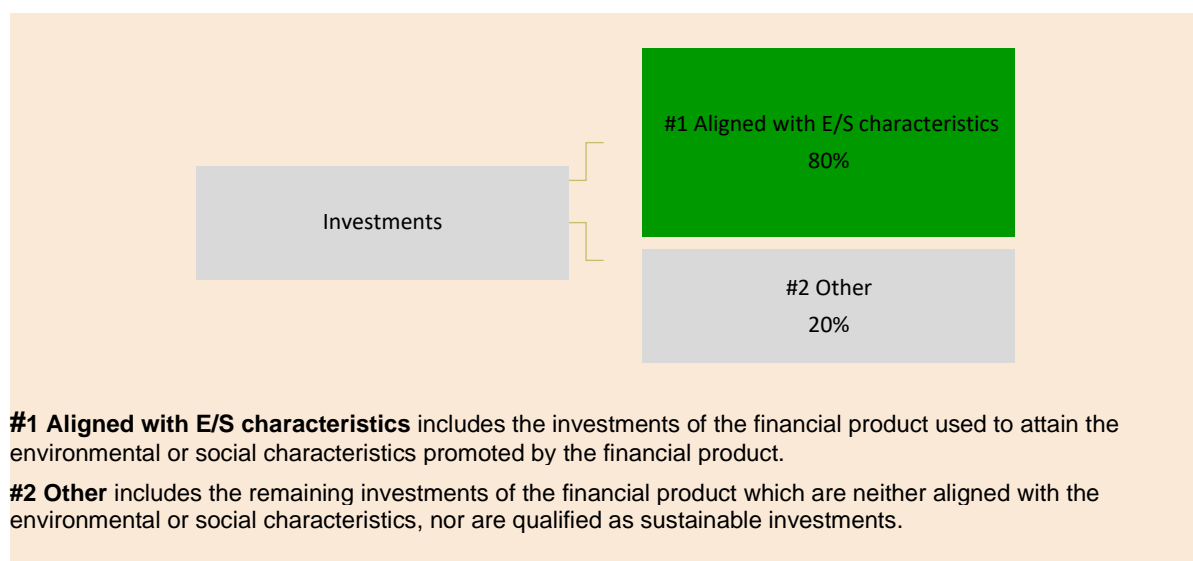 #1 Aligned with E/S characteristics
80%
Investments
#2 Other
20%
#1 Aligned with E/S characteristics includes the investments of the financial product used to attain the
environmental or social characteristics promoted by the financial product.
#2 Other includes the remaining investments of the financial product which are neither aligned with the
environmental or social characteristics, nor are qualified as sustainable investments.